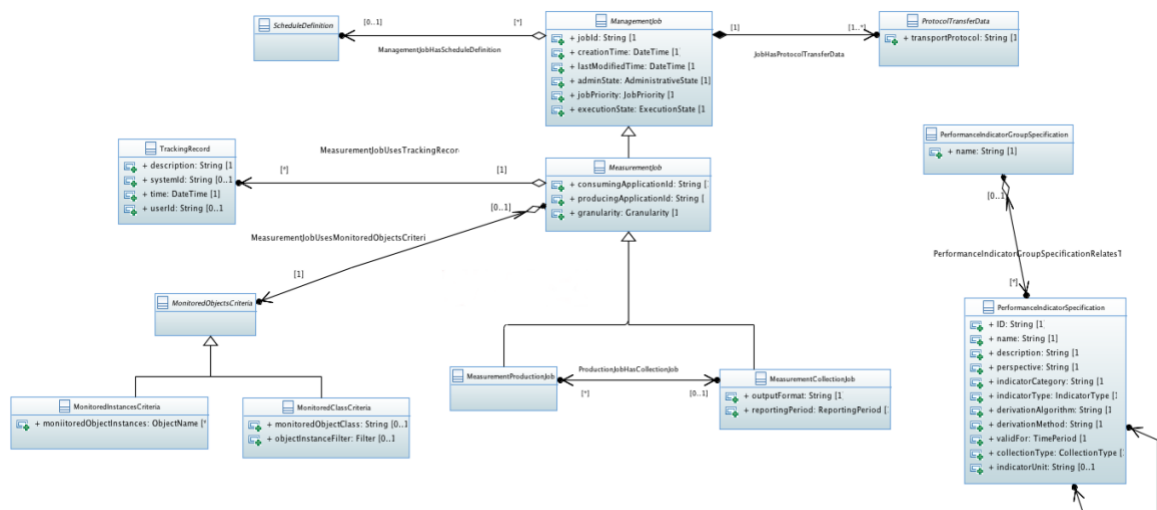 ScheduleDefinition
[0..1]
[*]
ManagementJobHasScheduleDefinition
ManagementJob
+ jobId: String [1
+ creationTime: DateTime [1]
+ lastModifiedTime: DateTime [1
+ adminState: AdministrativeState [1]
+ jobPriority: JobPriority [1]
+ executionState: ExecutionState [1
[1]
[1..*]
JobHasProtocolTransferData
ProtocolTransferData
+ transportProtocol: String [1
TrackingRecord
+ description: String [1
+ systemId: String [0..1
+ time: DateTime [1]
+ userId: String [0..1
MeasurementJobUsesTrackingRecor
[*]
[1]
MeasurementJob
+ consumingApplicationId: String [
+ producingApplicationId: String [
+ granularity: Granularity [1
[0..1]
MeasurementJobUsesMonitoredObjectsCriteri
[1]
PerformanceIndicatorGroupSpecification
+ name: String [1]
[0..1]
PerformanceIndicatorGroupSpecificationRelatesT
[*]
MonitoredObjectsCriteria
MonitoredInstancesCriteria
+ moniitoredObjectInstances: ObjectName [*
MonitoredClassCriteria
+ monitoredObjectClass: String [0..1
+ objectInstanceFilter: Filter [0..1
MeasurementProductionJob
ProductionJobHasCollectionJob
[*]
[0..1]
MeasurementCollectionJob
+ outputFormat: String [1
+ reportingPeriod: ReportingPeriod [
PerformanceIndicatorSpecification
+ ID: String [1
+ name: String [1]
+ description: String [1
+ perspective: String [1
+ indicatorCategory: String [1
+ indicatorType: IndicatorType [1
+ derivationAlgorithm: String [1
+ derivationMethod: String [1
+ validFor: TimePeriod [1
+ collectionType: CollectionType [1
+ indicatorUnit: String [0..1